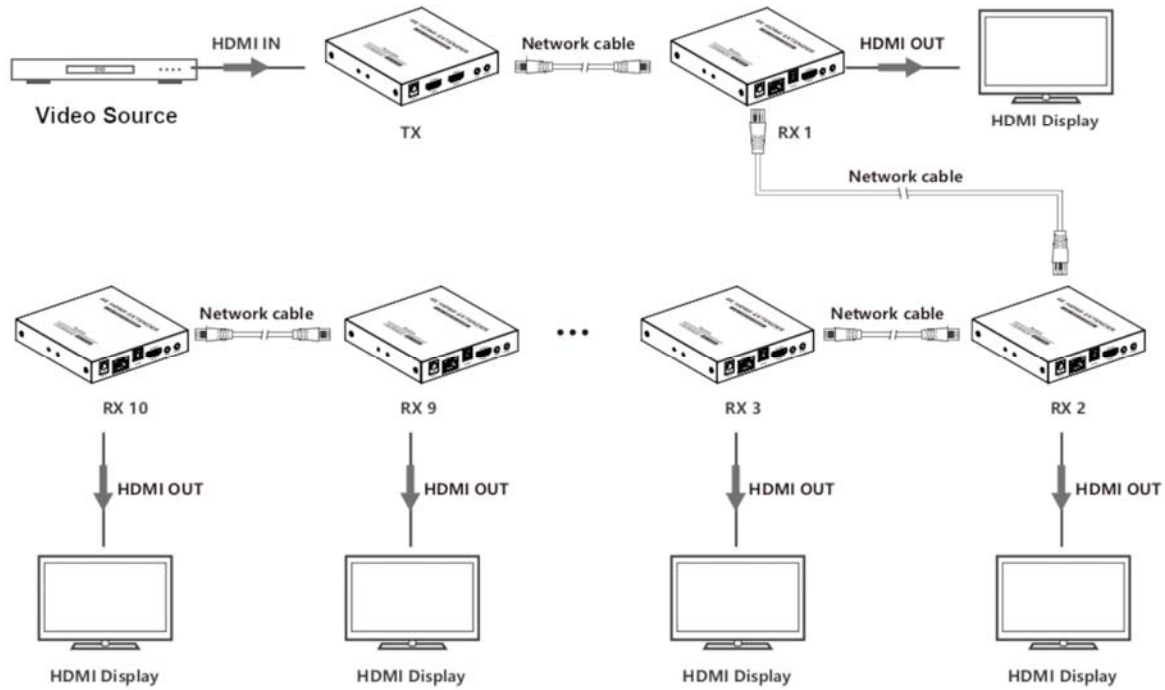 HDMI IN
Network cable
HDMI OUT
Video Source
TX
RX 1
HDMI Display
Network cable
Network cable
Network cable
RX 10
RX 9
...
RX 3
RX 2
HDMI OUT
HDMI OUT
HDMI OUT
HDMI OUT
HDMI Display
HDMI Display
HDMI Display
HDMI Display